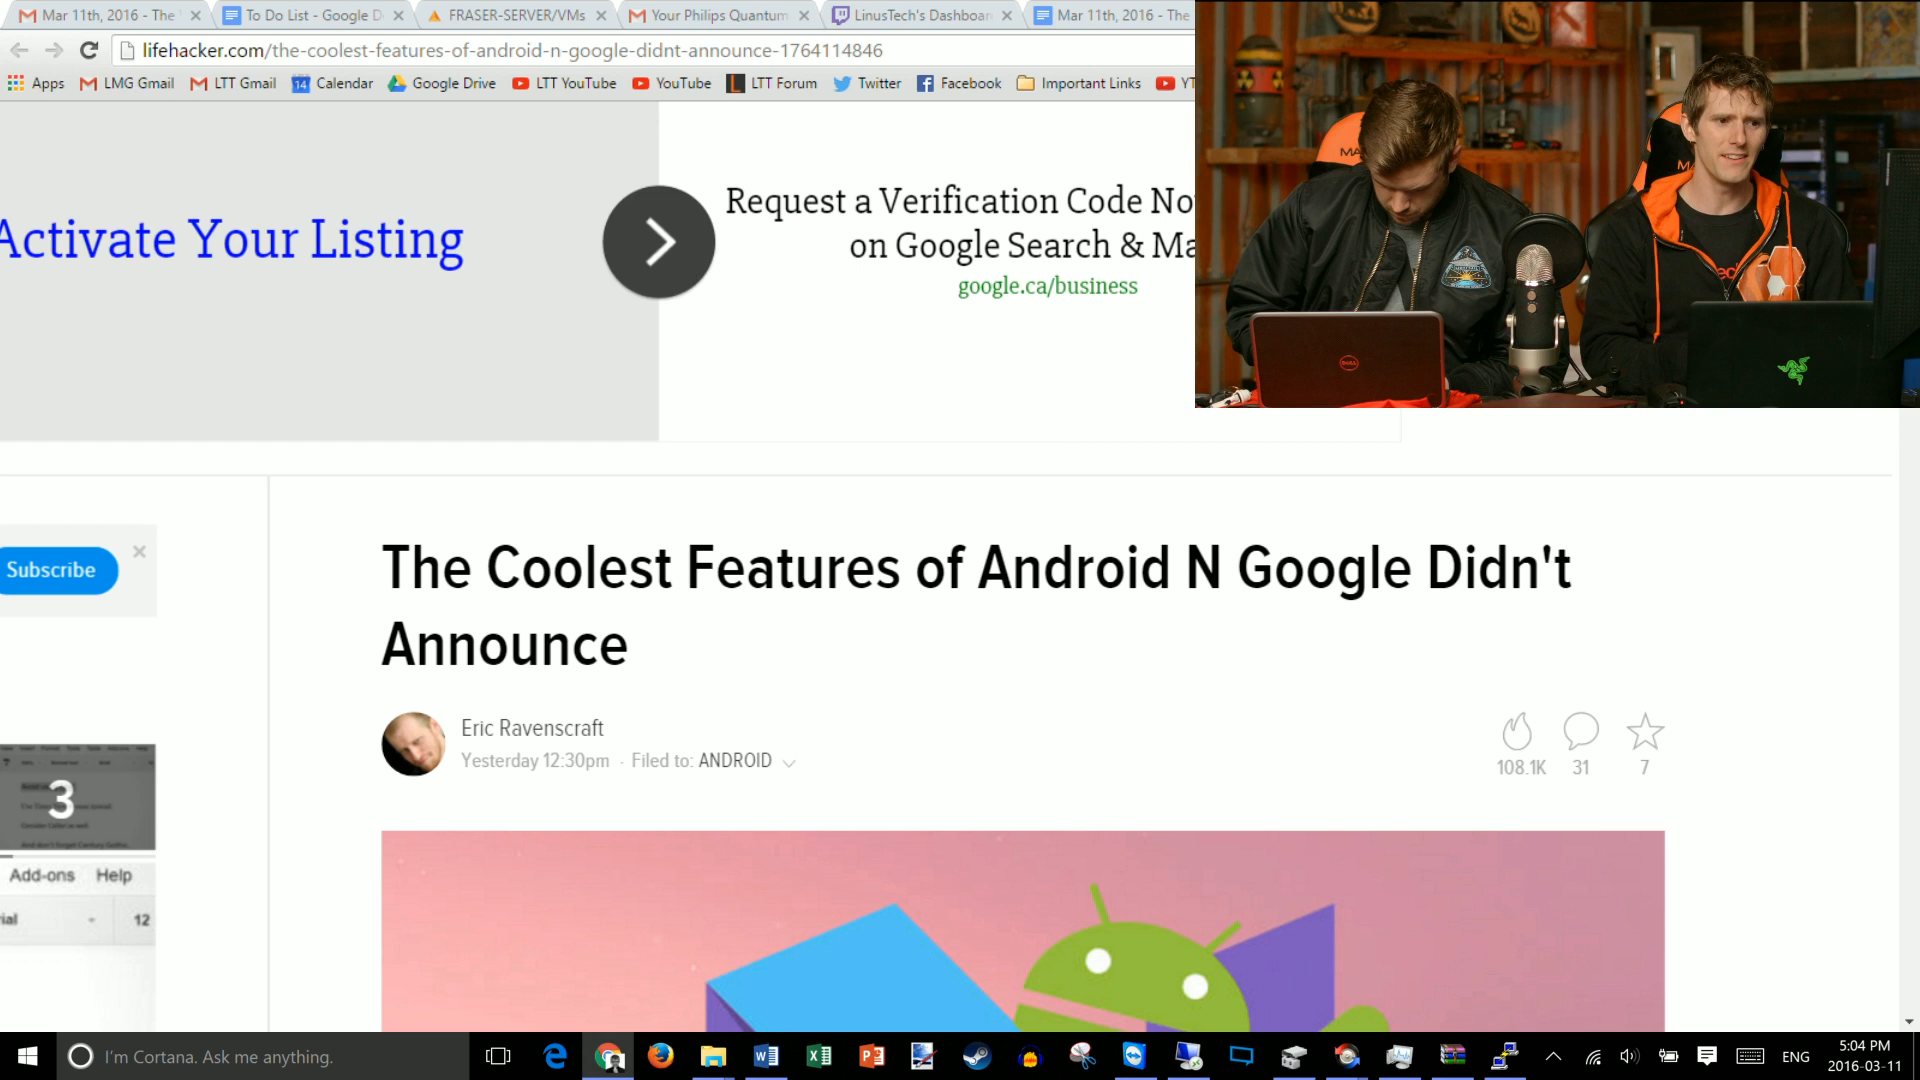 Mar 11th, 2016 - The
To Do List - Google D
FRASER-SERVER/VMs
Your Philips Quantum
LinusTech's Dashboar
Mar 11th, 2016 - The
lifehacker.com/the-coolest-features-of-android-n-google-didnt-announce-1764114846
Apps LMG Gmail LTT Gmail 14 Calendar Google Drive LTT YouTube YouTube LTT Forum Twitter Facebook Important Links YT
Activate Your Listing
Request a Verification Code No
on Google Search & Ma
google.ca/business
MA
DELL
Subscribe
The Coolest Features of Android N Google Didn't
Announce
Eric Ravenscraft
Yesterday 12:30pm · Filed to: ANDROID
108.1K 31 7
3
Add-ons Help
rial 12
I'm Cortana. Ask me anything.
ENG
5:04 PM
2016-03-11